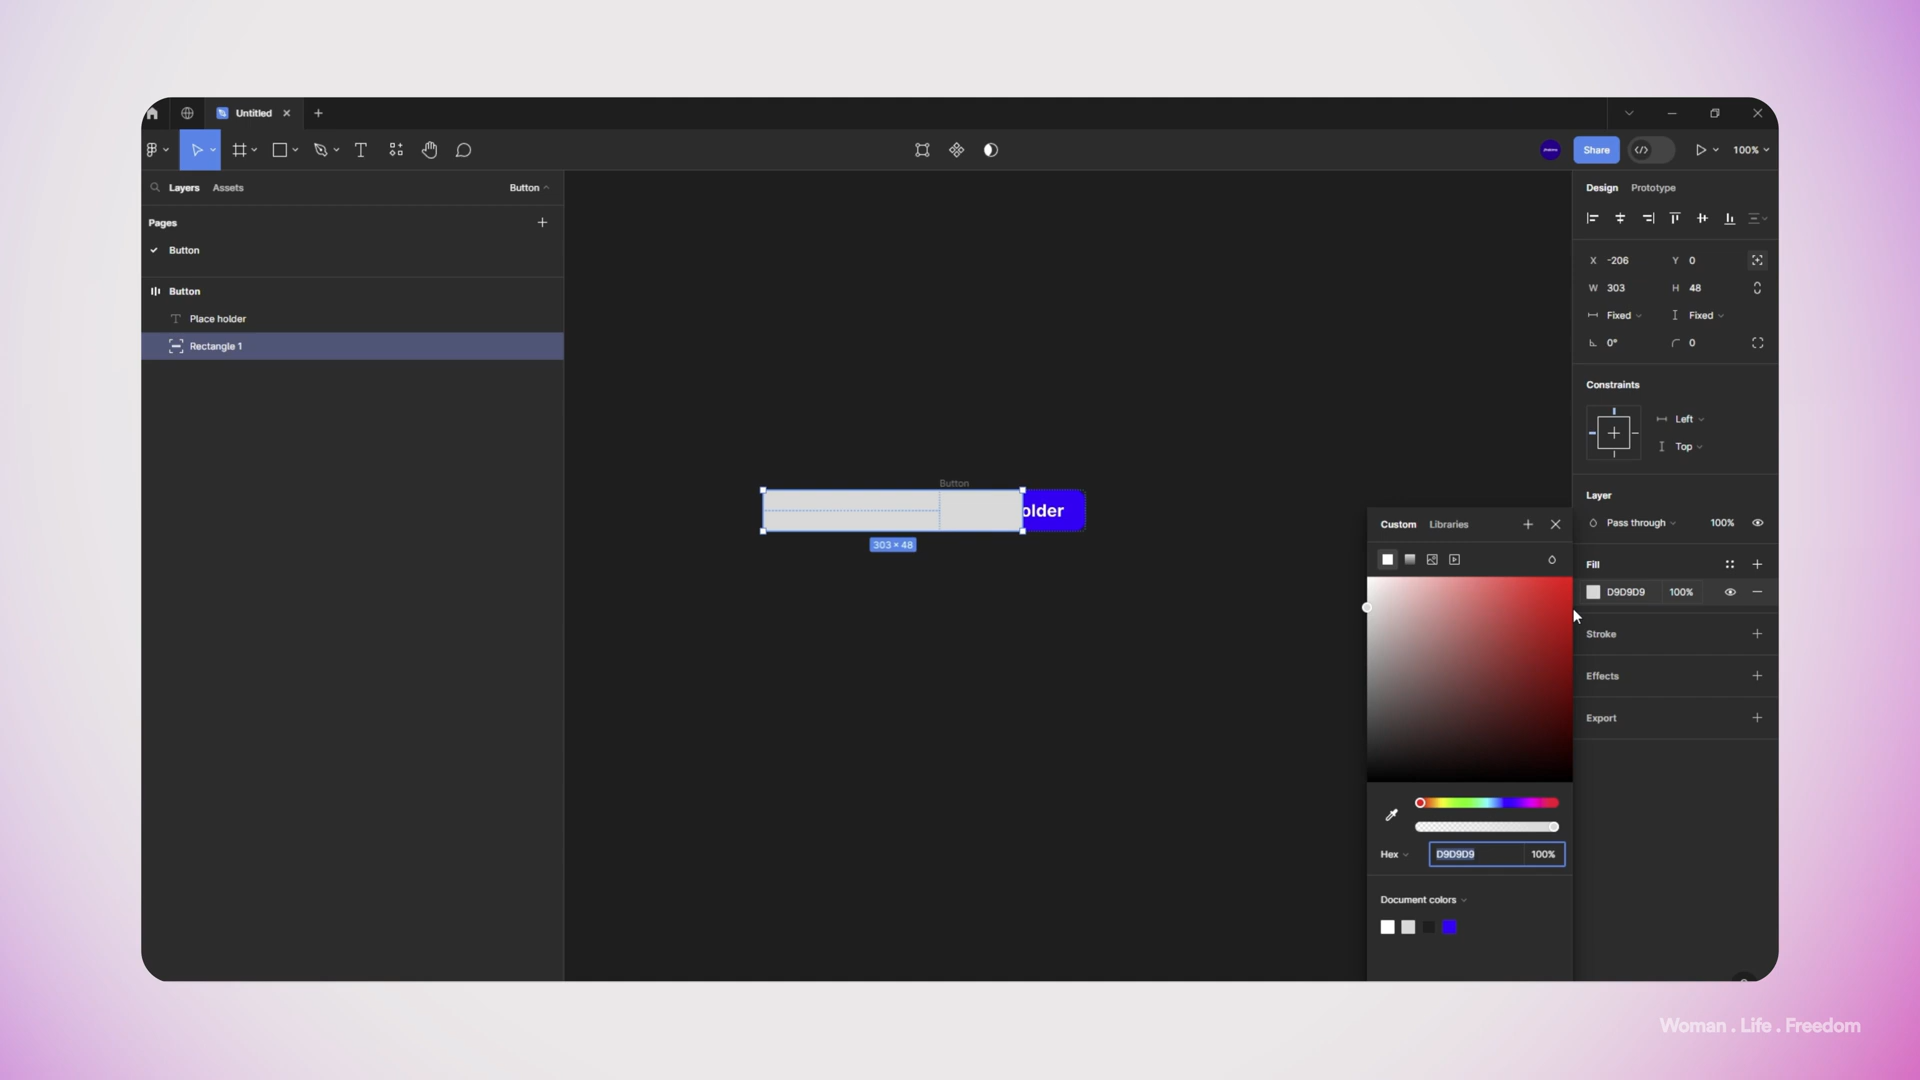 Untitled
Share
100%
Layers
Assets
Button
Pages
Button
Button
Place holder
Rectangle 1
Button
older
303 × 48
Design
Prototype
X -206
Y 0
W 303
H 48
Fixed
Fixed
0°
0
Constraints
Left
Top
Layer
Pass through
100%
Fill
D9D9D9
100%
Stroke
Effects
Export
Custom
Libraries
Hex
D9D9D9
100%
Document colors
Woman . Life . Freedom